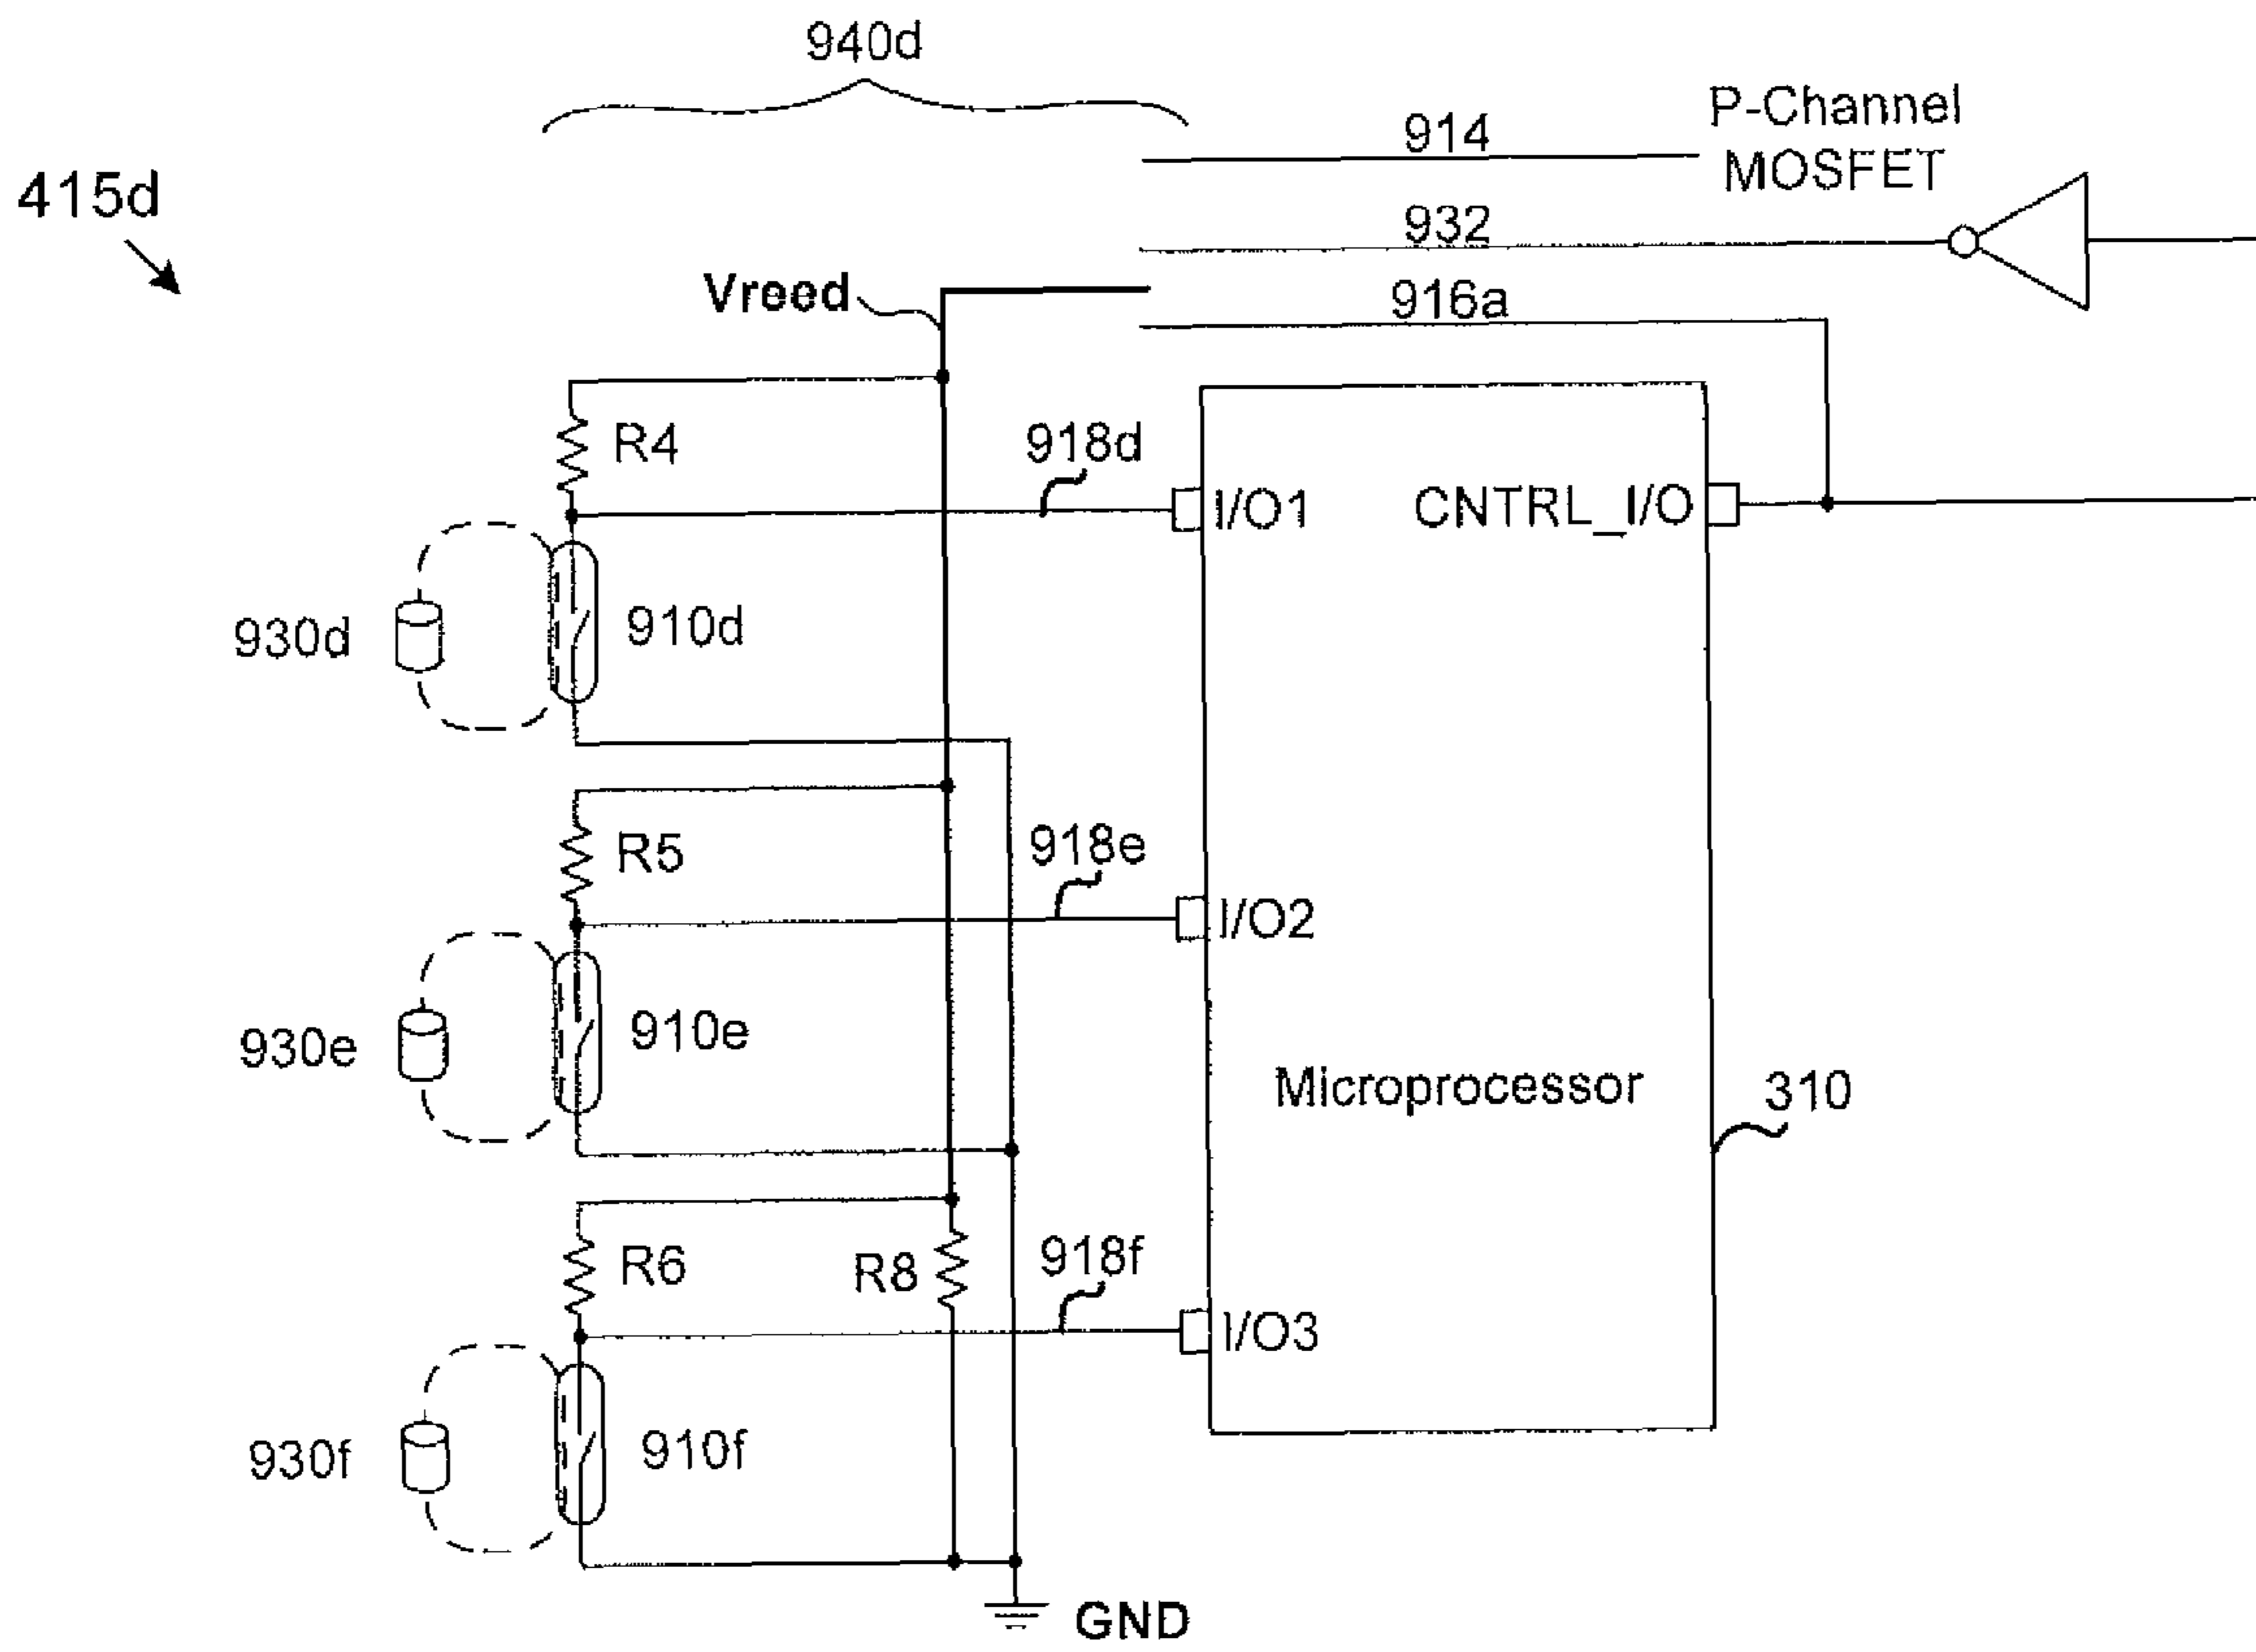 940d
P-Channel
MOSFET
914
415d
932
Vreed
916a
R4
918d
I/O1
CNTRL_I/O
930d
910d
R5
918e
I/O2
930e
910e
Microprocessor
310
R6
R8
918f
I/O3
930f
910f
GND